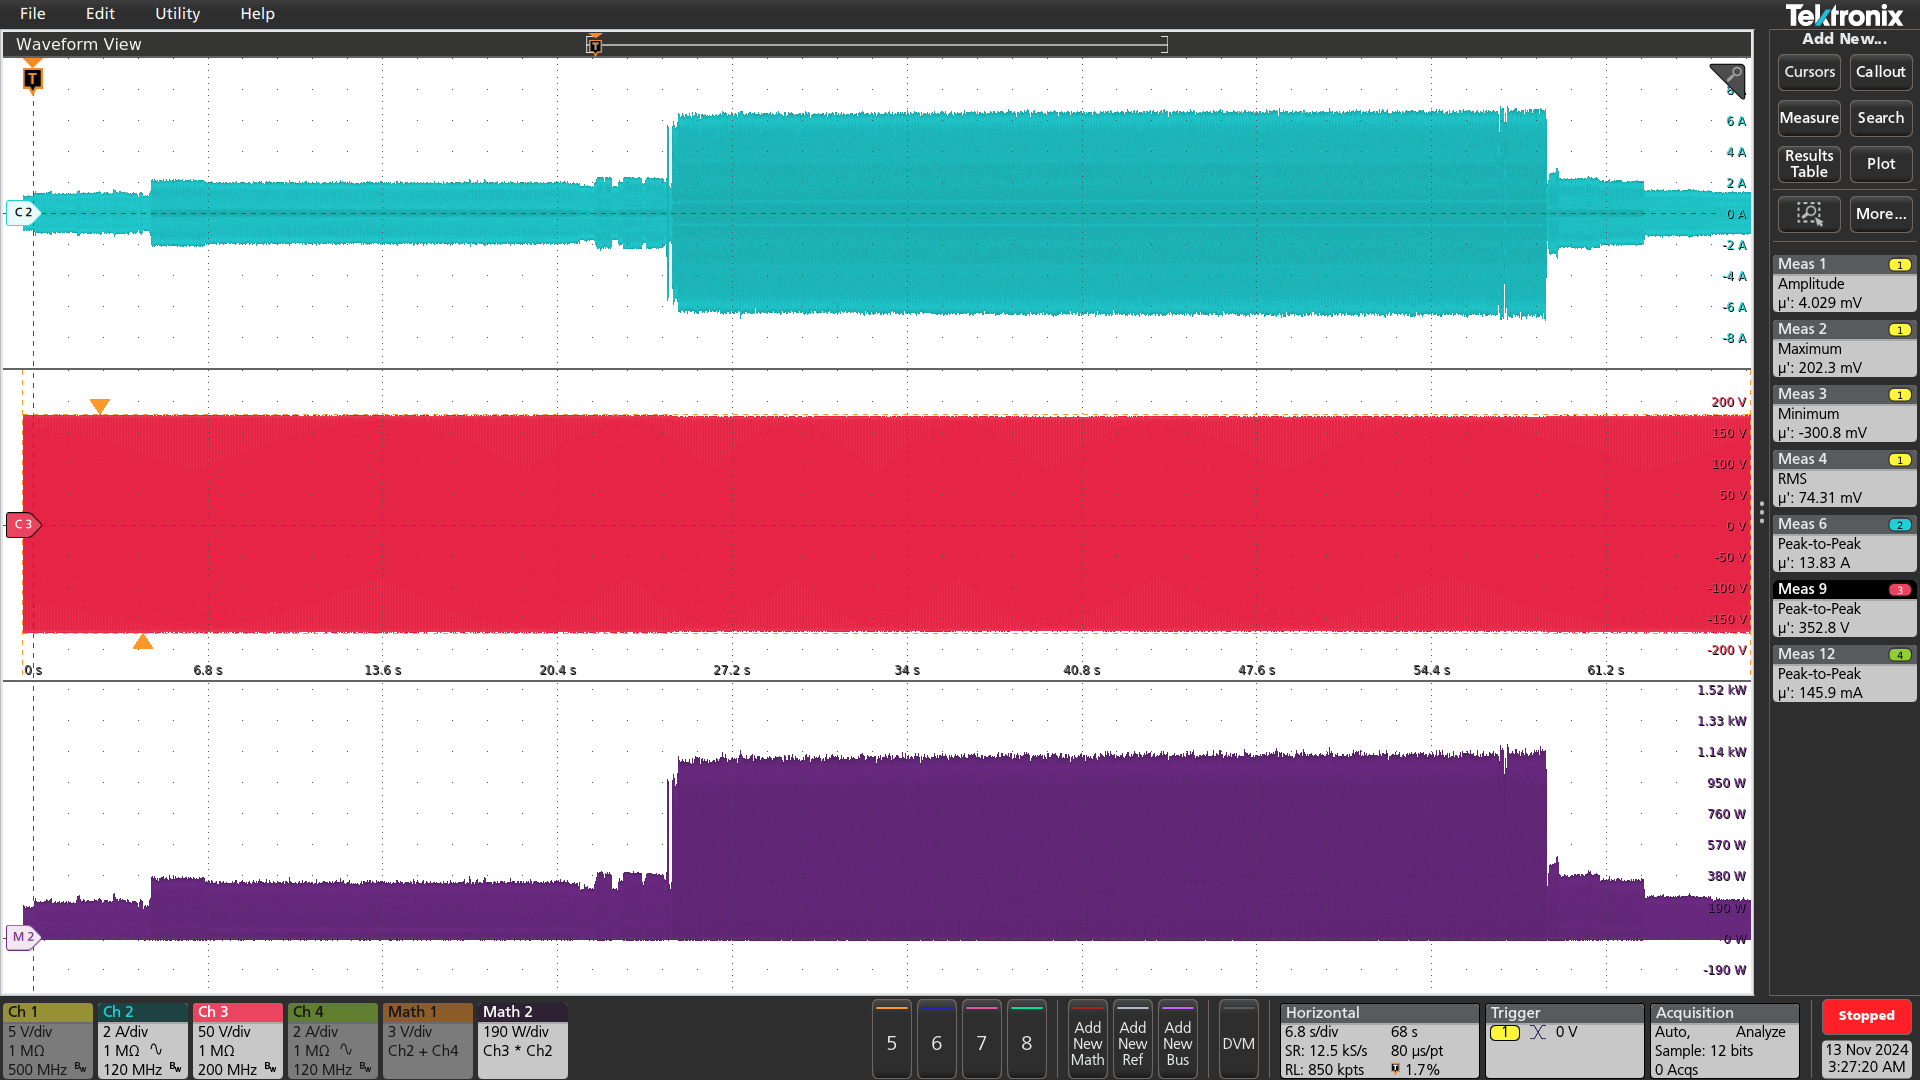 File Edit Utility Help
Tektronix
Waveform View
Add New...
T
T
Cursors Callout
Measure Search
Results Table Plot
More...
8
6 A
4 A
2 A
0 A
-2 A
-4 A
-6 A
-8 A
C 2
200 V
150 V
100 V
50 V
0 V
-50 V
-100 V
-150 V
-200 V
C 3
0 s 6.8 s 13.6 s 20.4 s 27.2 s 34 s 40.8 s 47.6 s 54.4 s 61.2 s
1.52 kW
1.33 kW
1.14 kW
950 W
760 W
570 W
380 W
190 W
0 W
-190 W
M 2
Meas 1 1
Amplitude
µ': 4.029 mV
Meas 2 1
Maximum
µ': 202.3 mV
Meas 3 1
Minimum
µ': -300.8 mV
Meas 4 1
RMS
µ': 74.31 mV
Meas 6 2
Peak-to-Peak
µ': 13.83 A
Meas 9 3
Peak-to-Peak
µ': 352.8 V
Meas 12 4
Peak-to-Peak
µ': 145.9 mA
Ch 1
5 V/div
1 MΩ
500 MHz Bw
Ch 2
2 A/div
1 MΩ
120 MHz Bw
Ch 3
50 V/div
1 MΩ
200 MHz Bw
Ch 4
2 A/div
1 MΩ
120 MHz Bw
Math 1
3 V/div
Ch2 + Ch4
Math 2
190 W/div
Ch3 * Ch2
5 6 7 8
Add New Math
Add New Ref
Add New Bus
DVM
Horizontal
6.8 s/div 68 s
SR: 12.5 kS/s 80 µs/pt
RL: 850 kpts T 1.7%
Trigger
1 0 V
Acquisition
Auto, Analyze
Sample: 12 bits
0 Acqs
Stopped
13 Nov 2024
3:27:20 AM